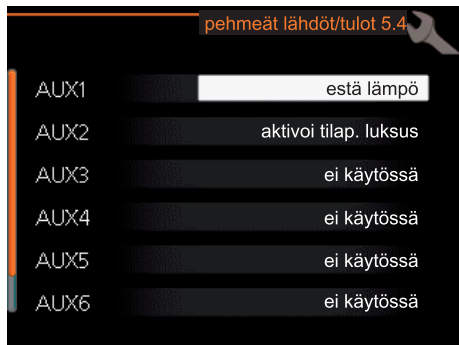 pehmeät lähdöt/tulot 5.4
AUX1 estä lämpö
AUX2 aktivoi tilap. luksus
AUX3 ei käytössä
AUX4 ei käytössä
AUX5 ei käytössä
AUX6 ei käytössä